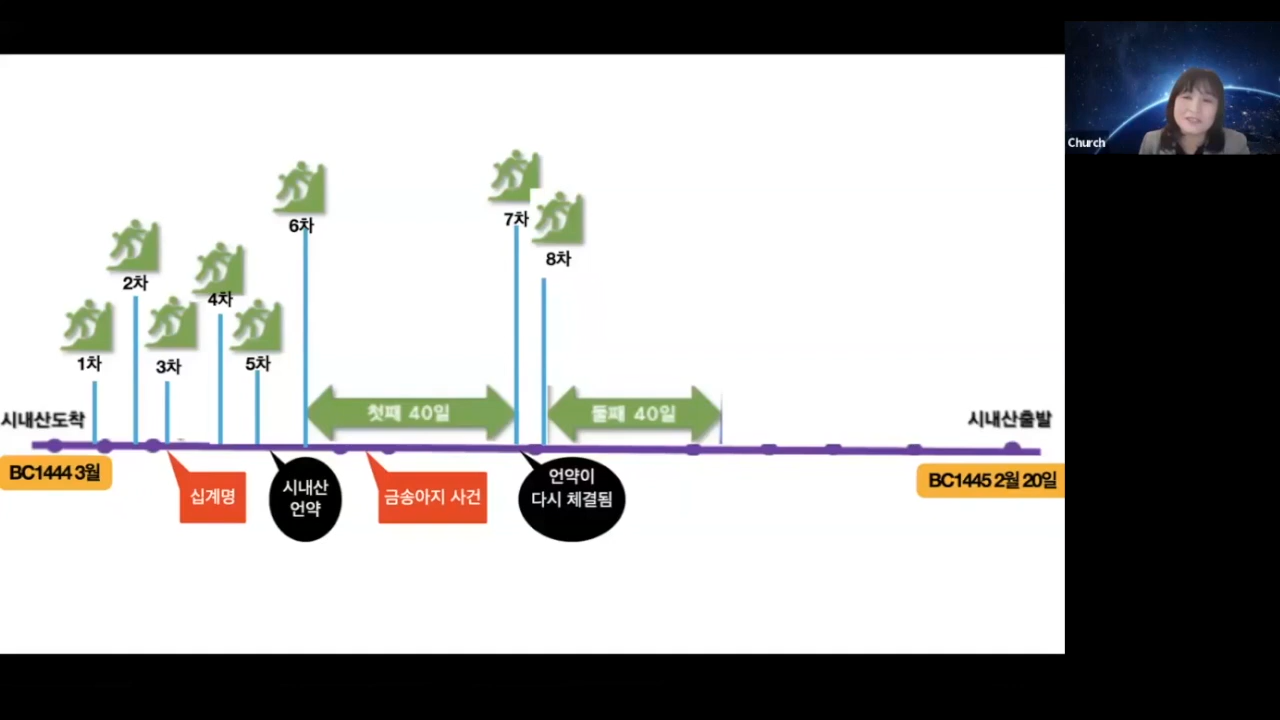 Church
6차
7차
8차
2차
4차
1차
3차
5차
첫째 40일
둘째 40일
시내산도착
시내산출발
BC1444 3월
BC1445 2월 20일
십계명
시내산
언약
금송아지 사건
언약이
다시 체결됨